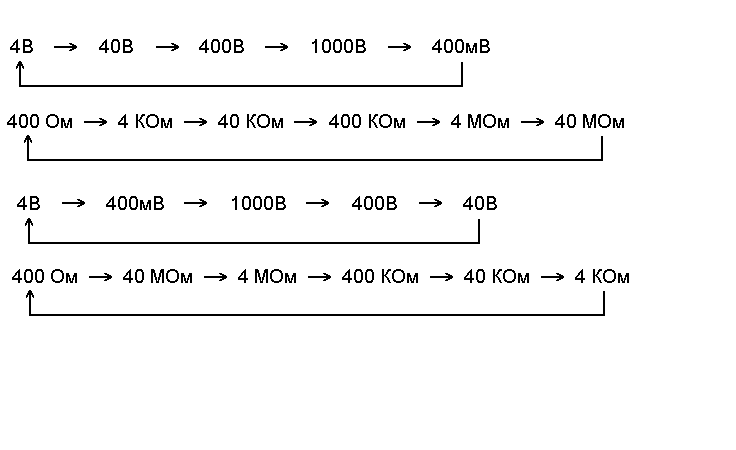 4В → 40В → 400В → 1000В → 400мВ
400 Ом → 4 КОм → 40 КОм → 400 КОм → 4 МОм → 40 МОм
4В → 400мВ → 1000В → 400В → 40В
400 Ом → 40 МОм → 4 МОм → 400 КОм → 40 КОм → 4 КОм